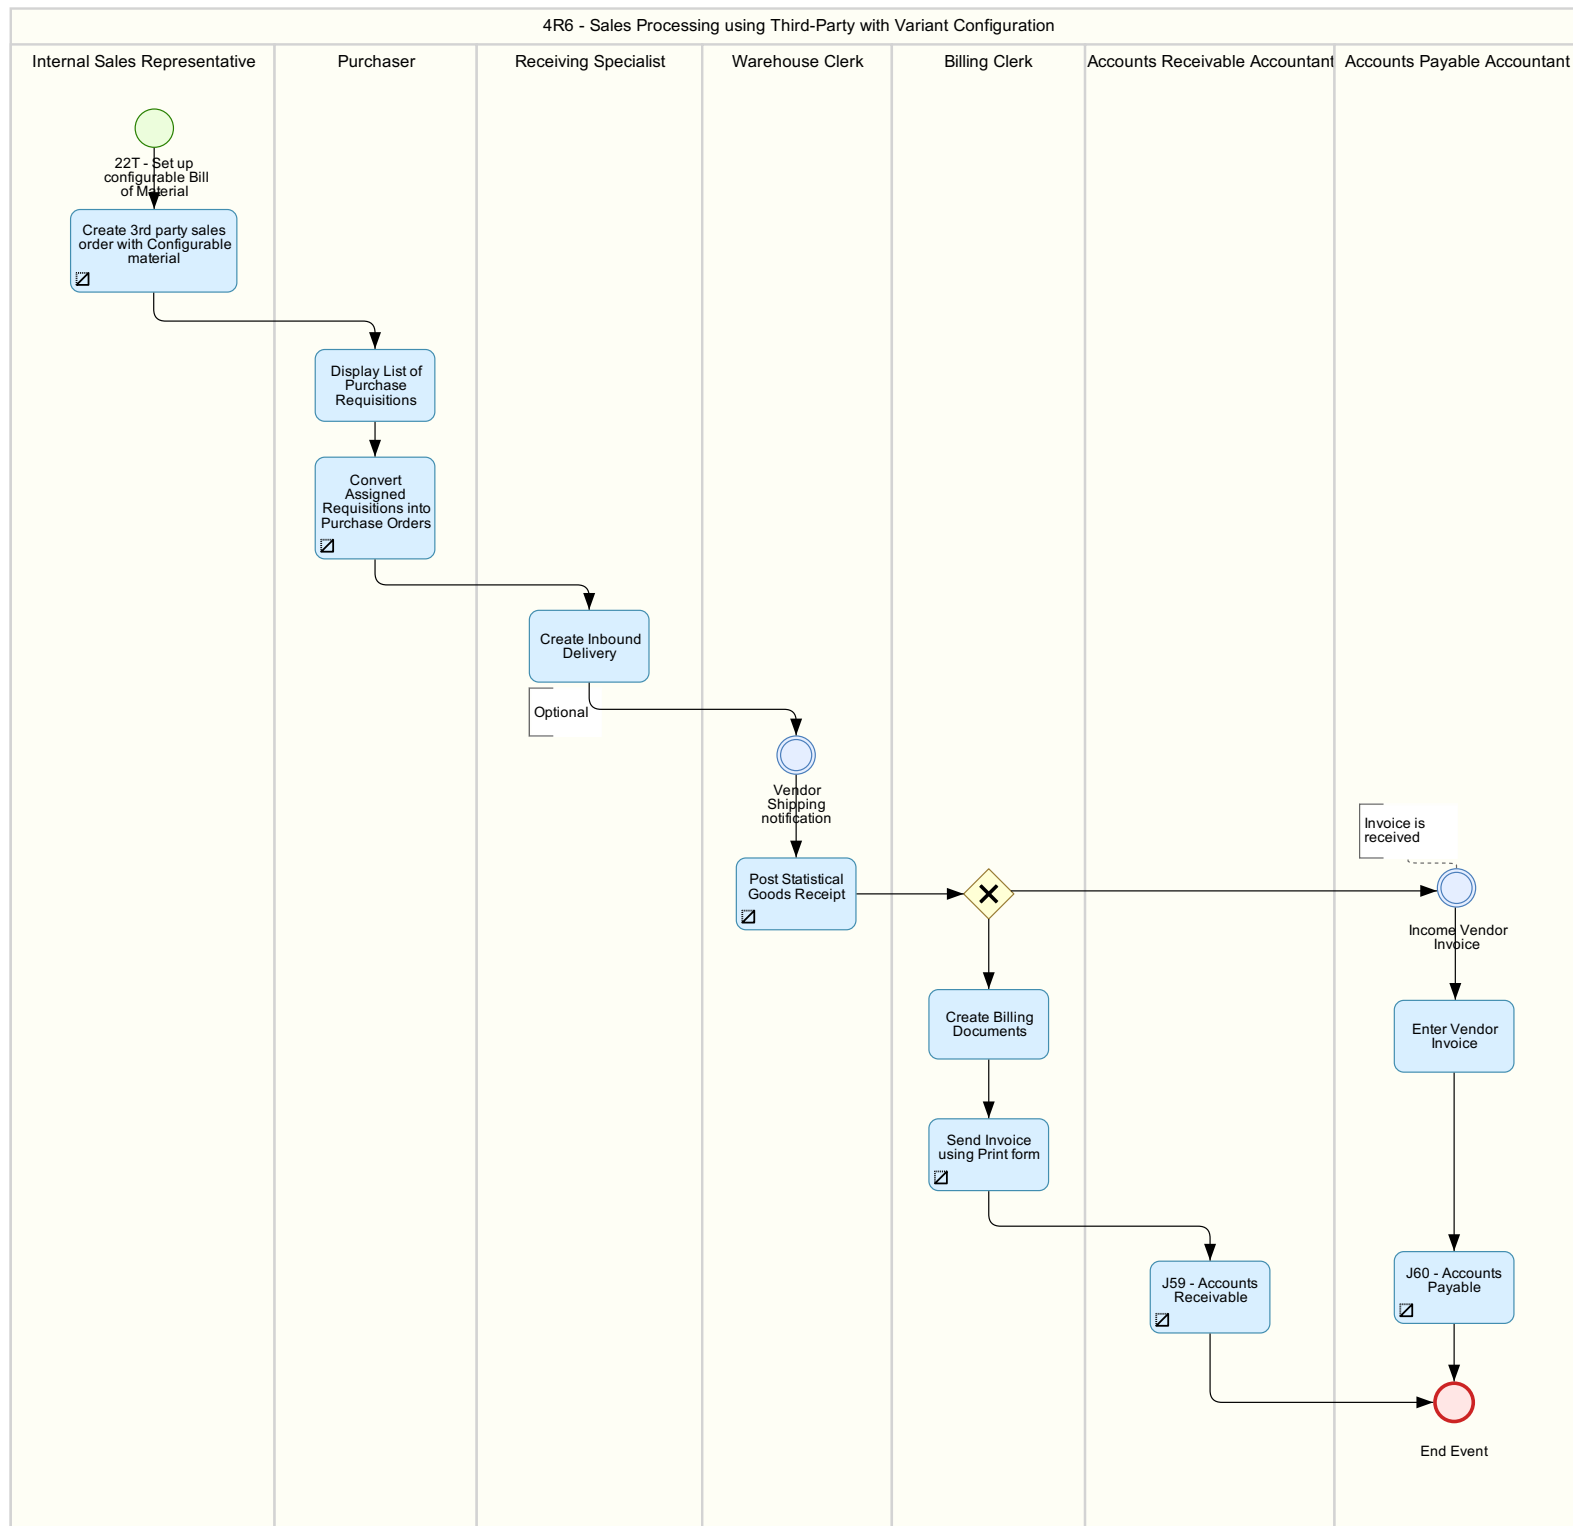 4R6 - Sales Processing using Third-Party with Variant Configuration
Internal Sales Representative
Purchaser
Receiving Specialist
Warehouse Clerk
Billing Clerk
Accounts Receivable Accountant
Accounts Payable Accountant
22T - Set up
configurable Bill
of Material
Create 3rd party sales
order with Configurable
material
Display List of
Purchase
Requisitions
Convert
Assigned
Requisitions into
Purchase Orders
Create Inbound
Delivery
Optional
Vendor
Shipping
notification
Invoice is
received
Post Statistical
Goods Receipt
Income Vendor
Invoice
Create Billing
Documents
Enter Vendor
Invoice
Send Invoice
using Print form
J59 - Accounts
Receivable
J60 - Accounts
Payable
End Event